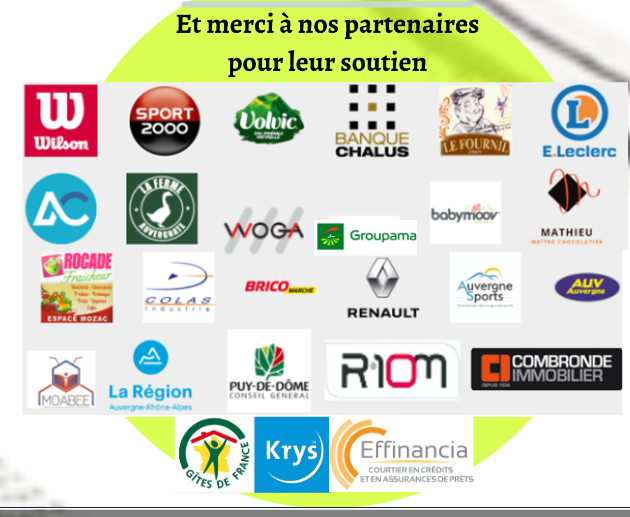 Et merci à nos partenaires
pour leur soutien
W
Wilson
SPORT
2000
Volvic
BANQUE
CHALUS
LE FOURNIL
L
E.Leclerc
AC
LA FERME
AUVERGNATE
WOGA
Groupama
babymoov
MATHIEU
MAÎTRE CHOCOLATIER
ROCADE
Fraicheur
ESPACE MOZAC
COLAS
Industrie
BRICO MARCHE
RENAULT
Auvergne
Sports
AUV
Auvergne
MOABEE
La Région
Auvergne-Rhône-Alpes
PUY-DE-DÔME
CONSEIL GENERAL
R·IOM
CI COMBRONDE
IMMOBILIER
GÎTES DE FRANCE
Krys
Effinancia
COURTIER EN CRÉDITS
ET EN ASSURANCES DE PRÊTS